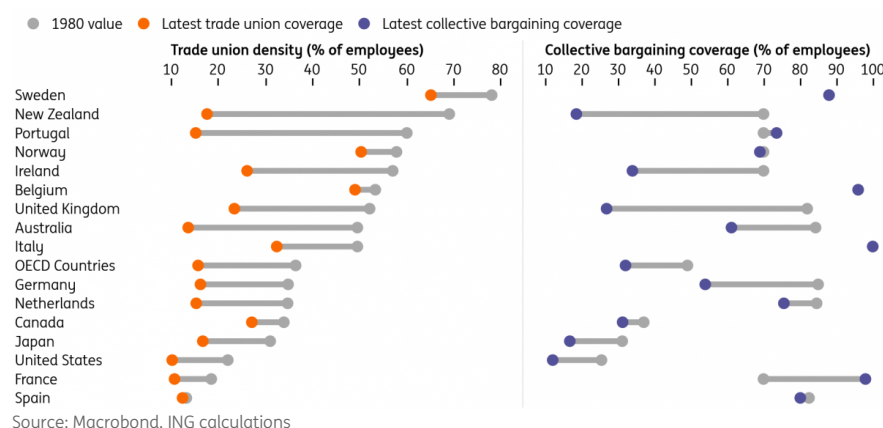 1980 value Latest trade union coverage Latest collective bargaining coverage
Trade union density (% of employees) Collective bargaining coverage (% of employees)
10 20 30 40 50 60 70 80 10 20 30 40 50 60 70 80 90 100
Sweden
New Zealand
Portugal
Norway
Ireland
Belgium
United Kingdom
Australia
Italy
OECD Countries
Germany
Netherlands
Canada
Japan
United States
France
Spain
Source: Macrobond, ING calculations